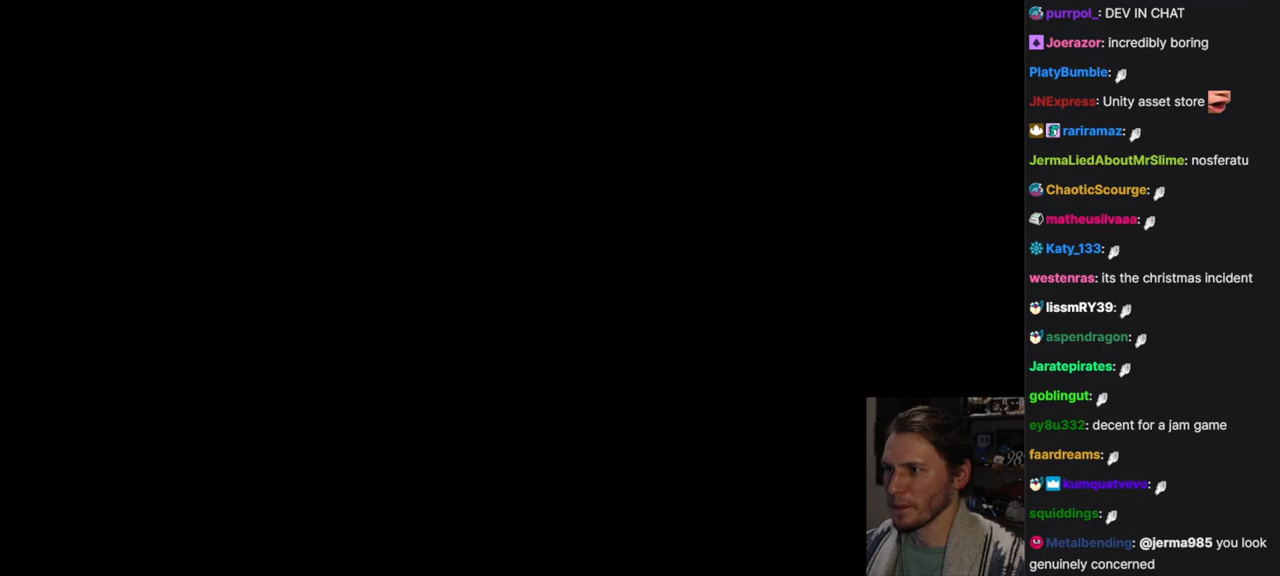 purrpol_: DEV IN CHAT
Joerazor: incredibly boring
PlatyBumble:
JNExpress: Unity asset store
rariramaz:
JermaLiedAboutMrSlime: nosferatu
ChaoticScourge:
matheusilvaaa:
Katy_133:
westenras: its the christmas incident
lissmRY39:
aspendragon:
Jaratepirates:
goblingut:
ey8u332: decent for a jam game
faardreams:
kumquatvevo:
squiddings:
Metalbending: @jerma985 you look
genuinely concerned
98